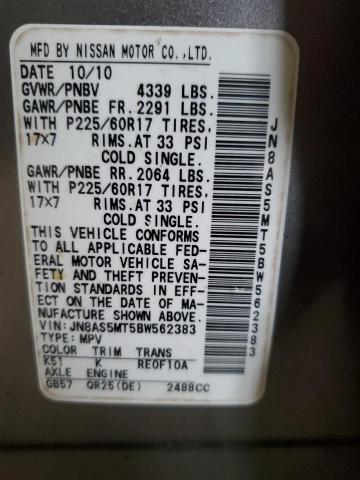 MFD BY NISSAN MOTOR CO.,LTD.
DATE 10/10
GVWR/PNBV 4339 LBS.
GAWR/PNBE FR. 2291 LBS.
WITH P225/60R17 TIRES,
17X7 RIMS. AT 33 PSI
COLD SINGLE.
GAWR/PNBE RR. 2064 LBS.
WITH P225/60R17 TIRES,
17X7 RIMS. AT 33 PSI
COLD SINGLE.
THIS VEHICLE CONFORMS
TO ALL APPLICABLE FED-
ERAL MOTOR VEHICLE SA-
FETY AND THEFT PREVEN-
TION STANDARDS IN EFF-
ECT ON THE DATE OF MA-
NUFACTURE SHOWN ABOVE.
VIN:JN8AS5MT5BW562383
TYPE: MPV
COLOR TRIM TRANS
K51 K RE0F10A
AXLE ENGINE
GB57 QR25(DE) 2488CC
JN8AS5MT5BW562383